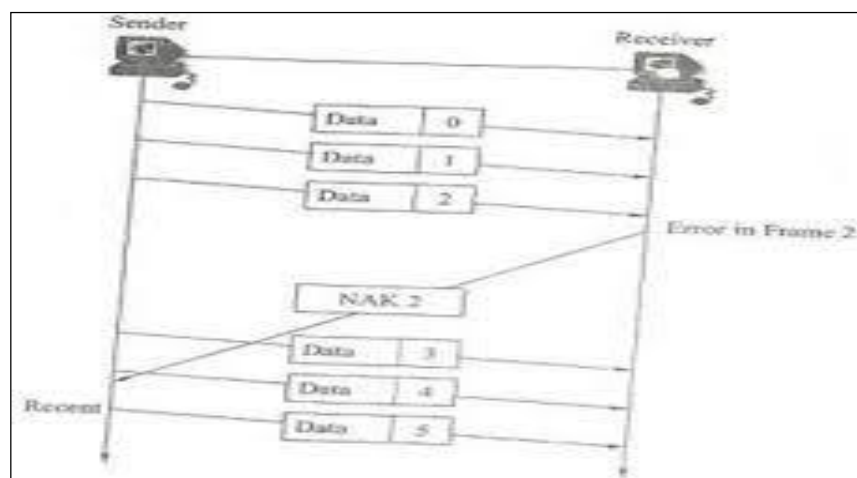 Sender
Receiver
Data 0
Data 1
Data 2
Error in Frame 2
NAK 2
Data 3
Data 4
Recent
Data 5